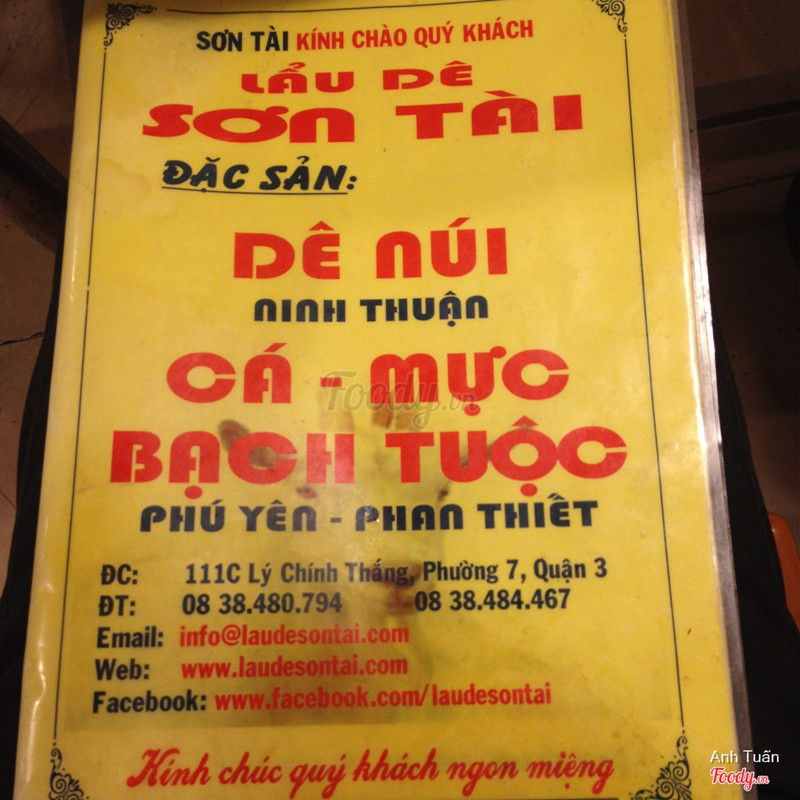 SƠN TÀI KÍNH CHÀO QUÝ KHÁCH
LẨU DÊ
SƠN TÀI
ĐẶC SẢN:
DÊ NÚI
NINH THUẬN
CÁ - MỰC
Foody.vn
BẠCH TUỘC
PHÚ YÊN - PHAN THIẾT
ĐC: 111C Lý Chính Thắng, Phường 7, Quận 3
ĐT: 08 38.480.794 08 38.484.467
Email: info@laudesontai.com
Web: www.laudesontai.com
Facebook: www.facebook.com/laudesontai
Kính chúc quý khách ngon miệng
Anh Tuấn
Foody.vn